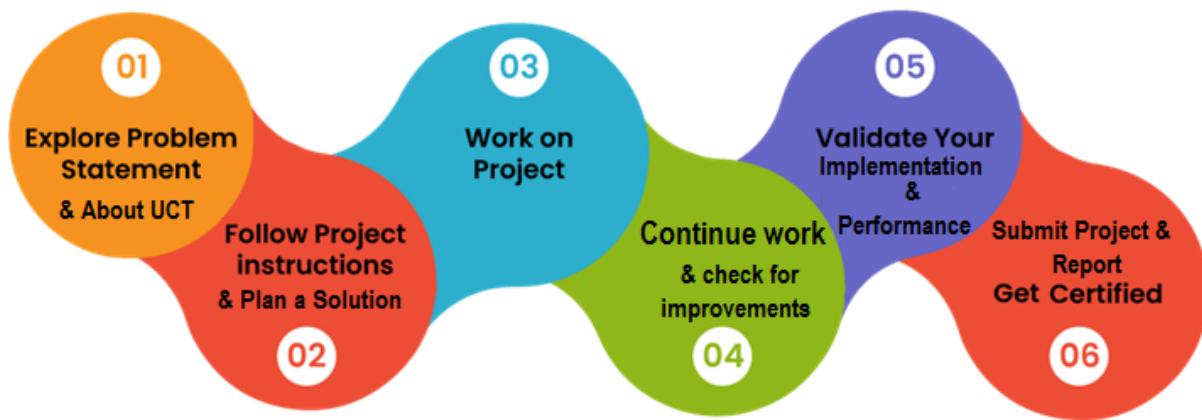 01
Explore Problem
Statement
& About UCT
Follow Project
instructions
& Plan a Solution
02
03
Work on
Project
Continue work
& check for
improvements
04
05
Validate Your
Implementation
&
Performance
Submit Project &
Report
Get Certified
06